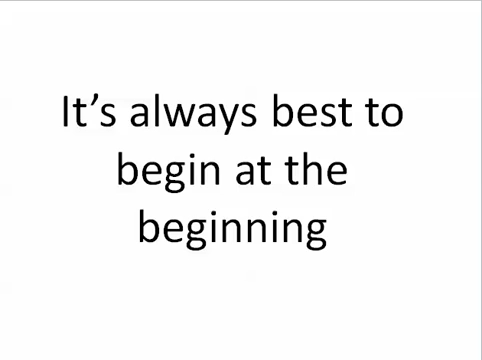 It’s always best to
begin at the
beginning